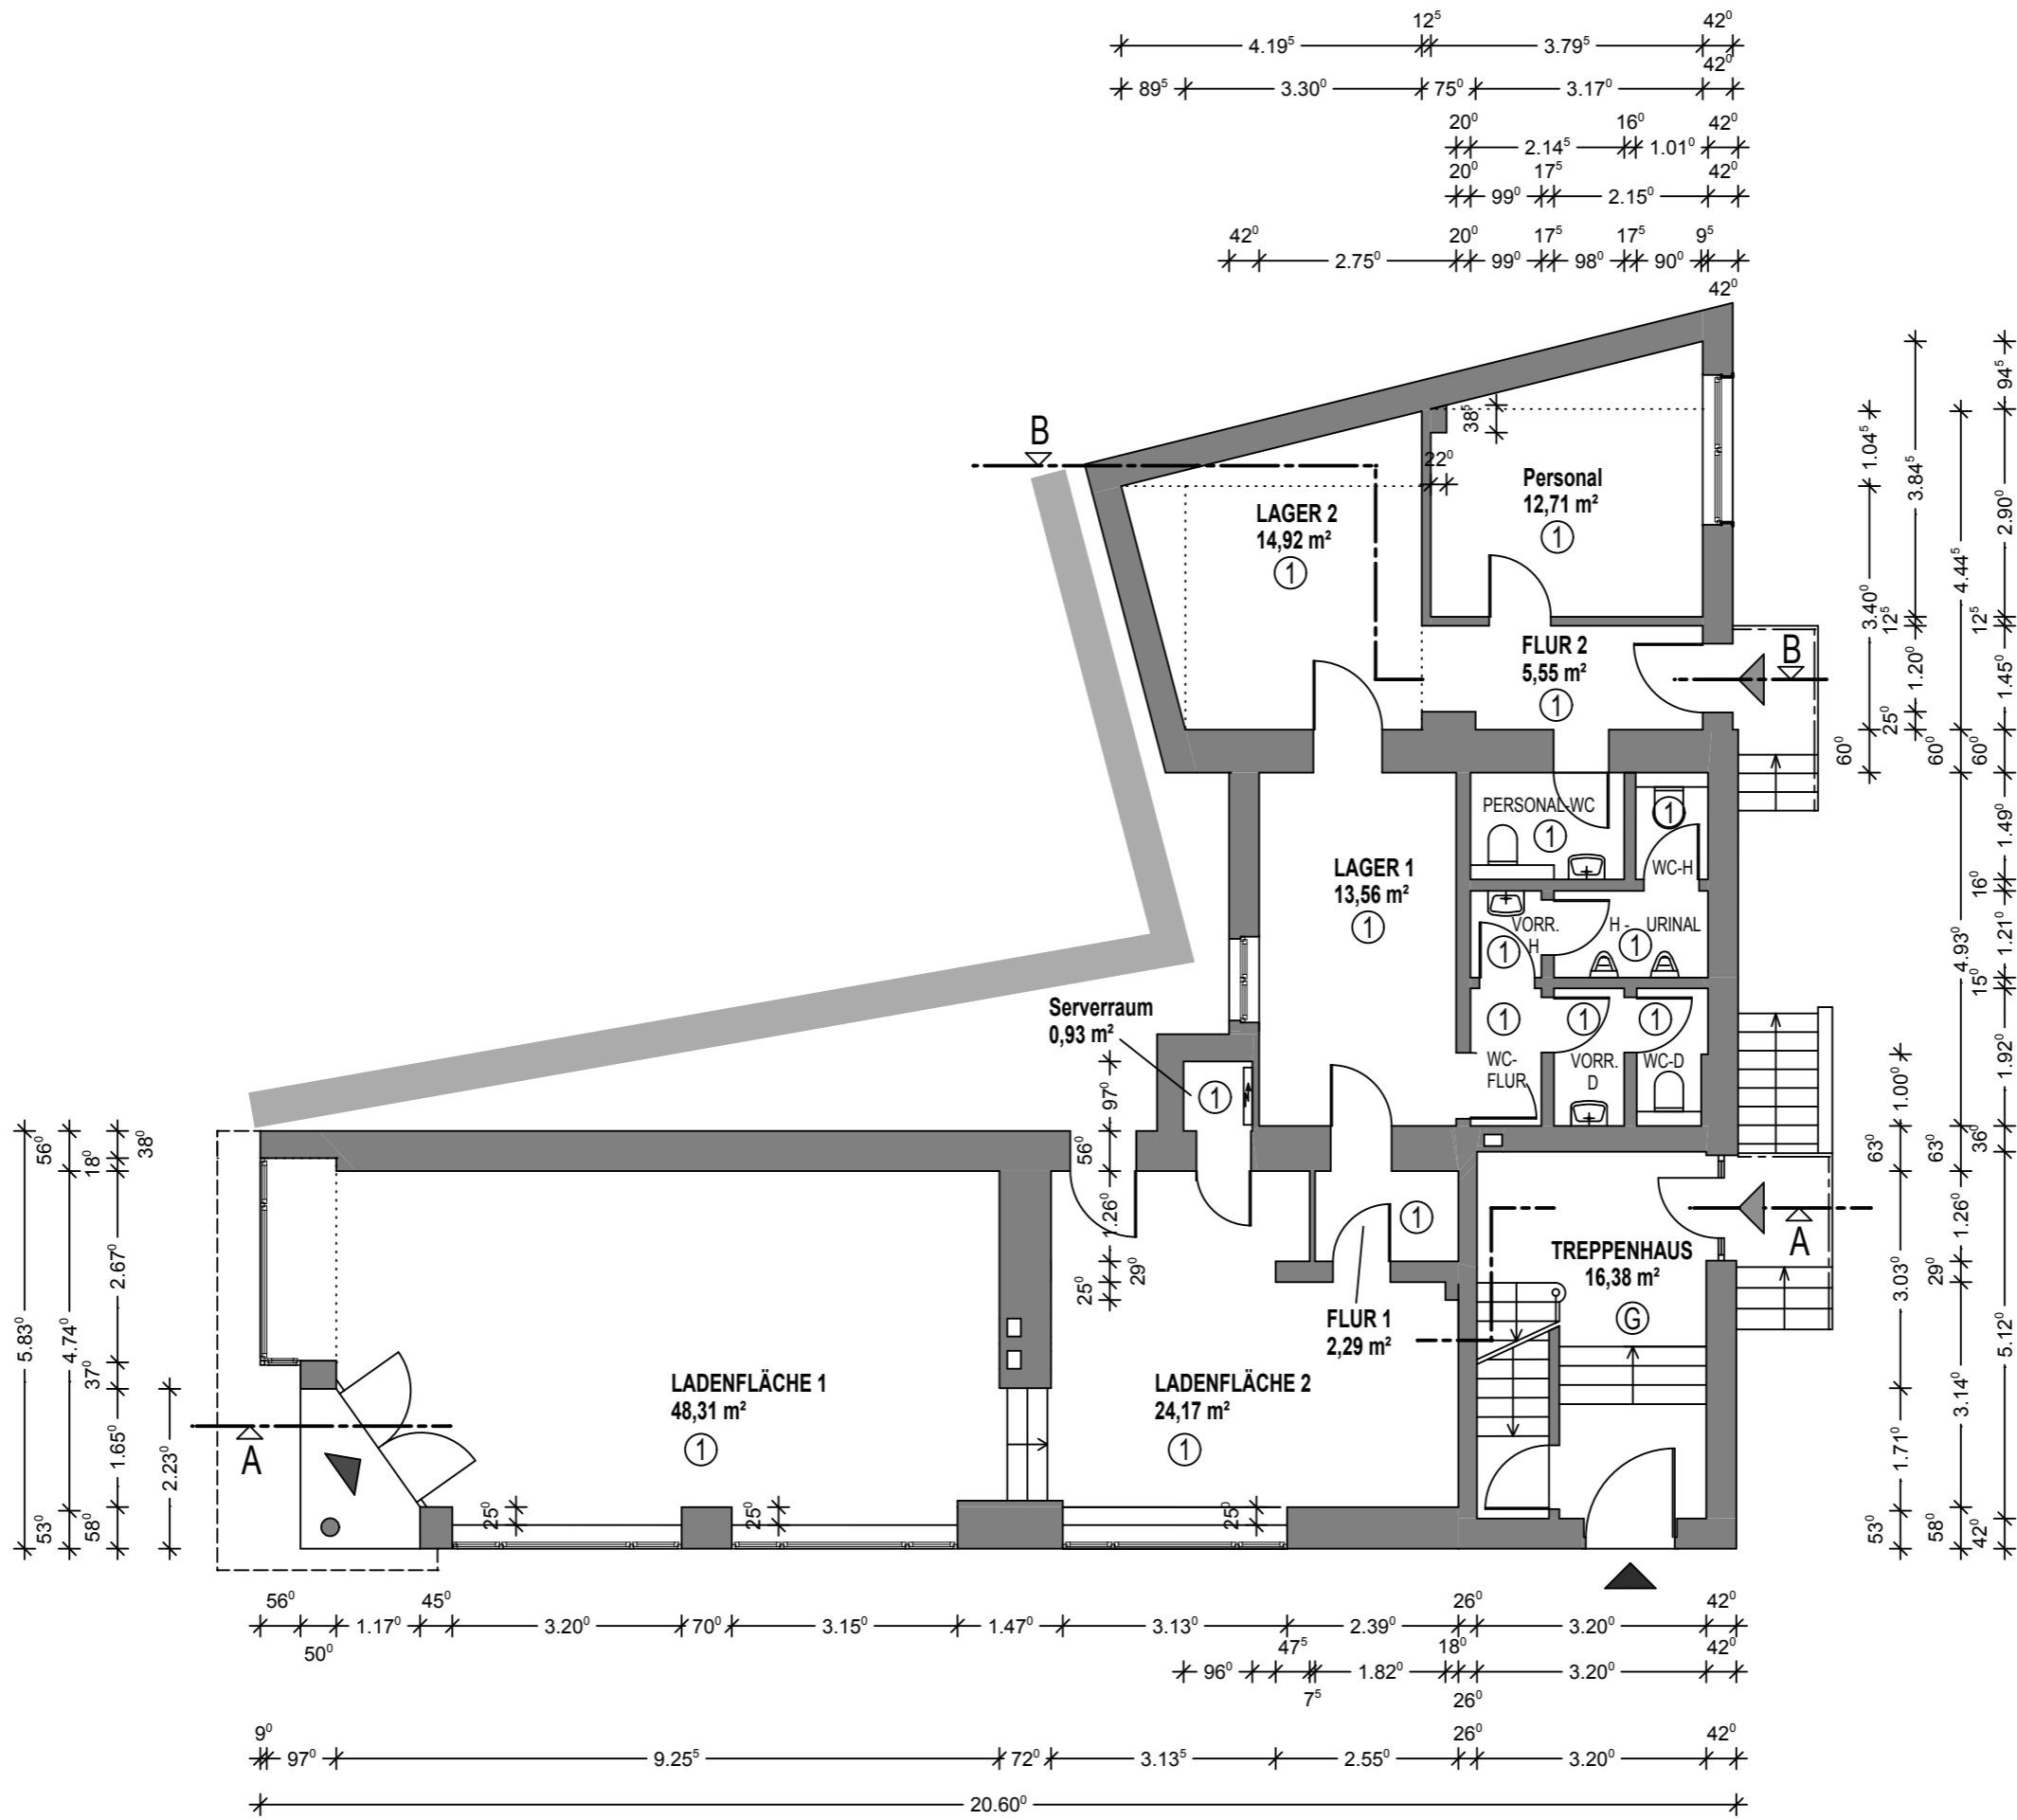 12⁵ 42⁰
4.19⁵ 3.79⁵
42⁰
89⁵ 3.30⁰ 75⁰ 3.17⁰
20⁰ 16⁰ 42⁰
2.14⁵ 1.01⁰
20⁰ 17⁵ 42⁰
99⁰ 2.15⁰
42⁰ 20⁰ 17⁵ 17⁵ 9⁵
2.75⁰ 99⁰ 98⁰ 90⁰
42⁰
B
38⁵
22⁰
Personal
12,71 m²
1
LAGER 2
14,92 m²
1
FLUR 2
5,55 m²
1
B
PERSONAL-WC
1
1
WC-H
LAGER 1
13,56 m²
1
VORR.
H
1
H - URINAL
1
1
1
1
WC-
FLUR
VORR.
D
WC-D
Serverraum
0,93 m²
1
97⁰
56⁰
1.26⁰
29⁰
25⁰
1
FLUR 1
2,29 m²
TREPPENHAUS
16,38 m²
G
A
LADENFLÄCHE 1
48,31 m²
1
LADENFLÄCHE 2
24,17 m²
1
A
25⁰ 25⁰ 25⁰
5.83⁰
56⁰
4.74⁰
53⁰
38⁰
18⁰
2.67⁰
37⁰
1.65⁰
58⁰
2.23⁰
1.04⁵
3.40⁰
60⁰
3.84⁵
12⁵
1.20⁰
25⁰
4.44⁵
60⁰
4.93⁰
63⁰
1.26⁰
29⁰
3.14⁰
58⁰
94⁵
2.90⁰
12⁵
1.45⁰
60⁰
1.49⁰
16⁰
1.21⁰
15⁰
1.92⁰
36⁰
5.12⁰
42⁰
1.00⁰
63⁰
3.03⁰
1.71⁰
53⁰
56⁰ 45⁰ 26⁰ 42⁰
1.17⁰ 3.20⁰ 70⁰ 3.15⁰ 1.47⁰ 3.13⁰ 2.39⁰ 3.20⁰
50⁰ 47⁵ 18⁰ 42⁰
96⁰ 1.82⁰ 3.20⁰
7⁵ 26⁰
9⁰ 26⁰ 42⁰
97⁰ 9.25⁵ 72⁰ 3.13⁵ 2.55⁰ 3.20⁰
20.60⁰